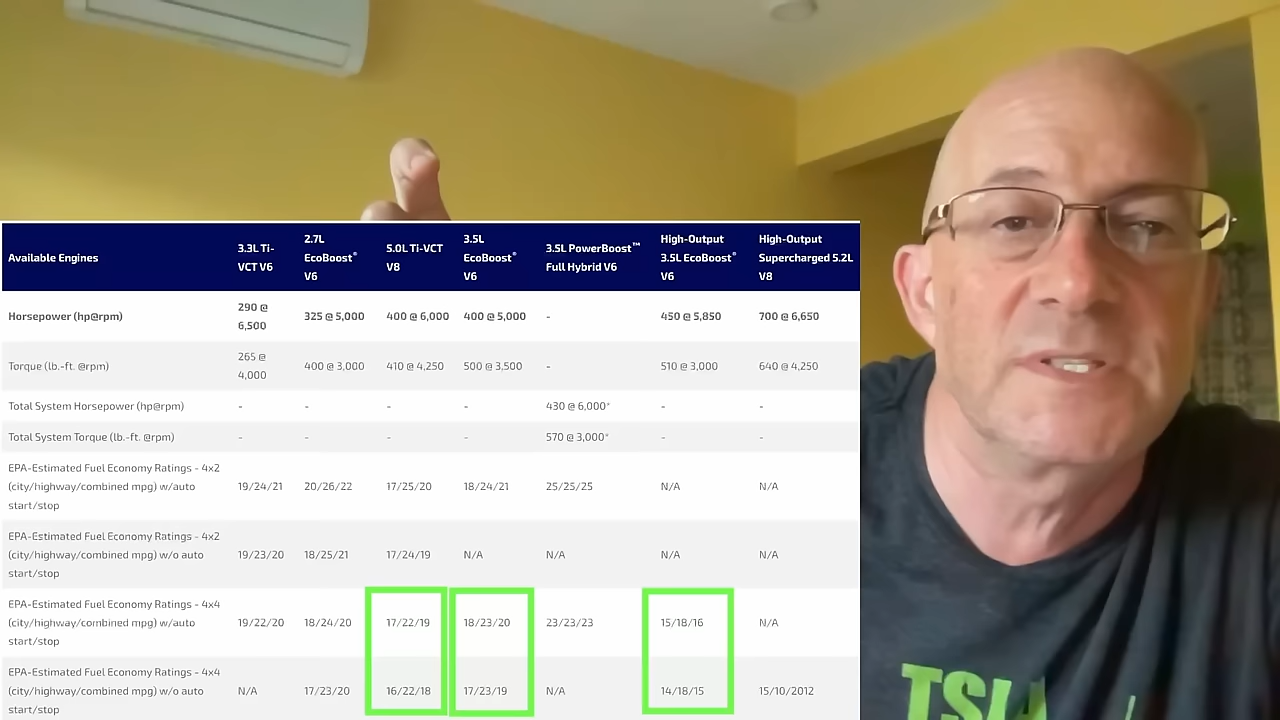 Available Engines 3.3L Ti-VCT V6 2.7L EcoBoost® V6 5.0L Ti-VCT V8 3.5L EcoBoost® V6 3.5L PowerBoost™ Full Hybrid V6 High-Output 3.5L EcoBoost® V6 High-Output Supercharged 5.2L V8
Horsepower (hp@rpm) 290 @ 6,500 325 @ 5,000 400 @ 6,000 400 @ 5,000 - 450 @ 5,850 700 @ 6,650
Torque (lb.-ft. @rpm) 265 @ 4,000 400 @ 3,000 410 @ 4,250 500 @ 3,500 - 510 @ 3,000 640 @ 4,250
Total System Horsepower (hp@rpm) - - - - 430 @ 6,000* - -
Total System Torque (lb.-ft. @rpm) - - - - 570 @ 3,000* - -
EPA-Estimated Fuel Economy Ratings - 4x2 (city/highway/combined mpg) w/auto start/stop 19/24/21 20/26/22 17/25/20 18/24/21 25/25/25 N/A N/A
EPA-Estimated Fuel Economy Ratings - 4x2 (city/highway/combined mpg) w/o auto start/stop 19/23/20 18/25/21 17/24/19 N/A N/A N/A N/A
EPA-Estimated Fuel Economy Ratings - 4x4 (city/highway/combined mpg) w/auto start/stop 19/22/20 18/24/20 17/22/19 18/23/20 23/23/23 15/18/16 N/A
EPA-Estimated Fuel Economy Ratings - 4x4 (city/highway/combined mpg) w/o auto start/stop N/A 17/23/20 16/22/18 17/23/19 N/A 14/18/15 15/10/2012